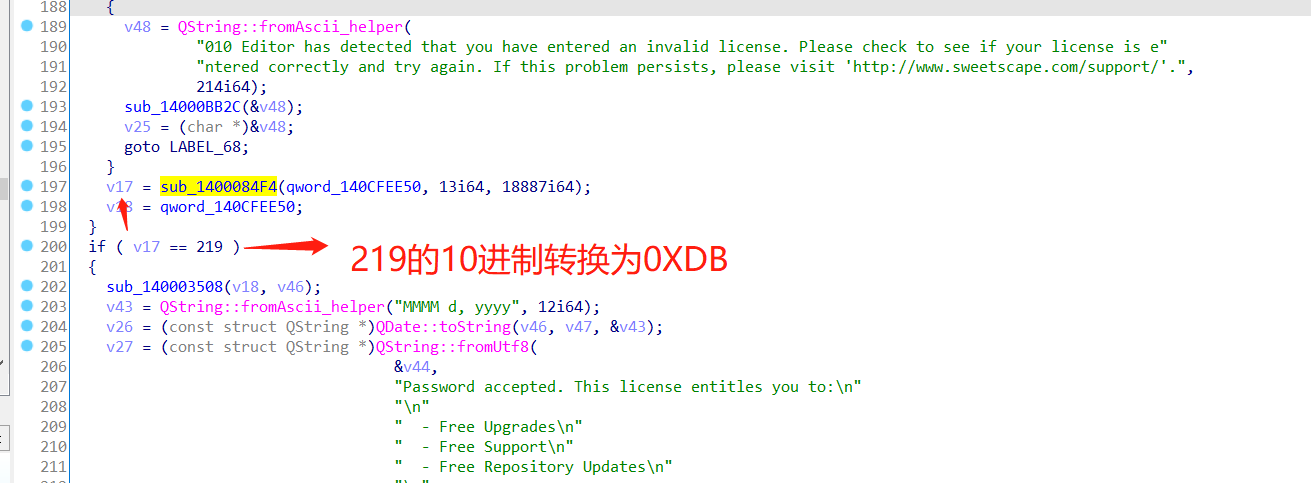 188 {
189 v48 = QString::fromAscii_helper(
190 "010 Editor has detected that you have entered an invalid license. Please check to see if your license is e"
191 "ntered correctly and try again. If this problem persists, please visit 'http://www.sweetscape.com/support/'.",
192 214i64);
193 sub_14000BB2C(&v48);
194 v25 = (char *)&v48;
195 goto LABEL_68;
196 }
197 v17 = sub_1400084F4(qword_140CFEE50, 13i64, 18887i64);
198 = qword_140CFEE50;
199 }
200 if ( v17 == 219 ) 219的10进制转换为0XDB
201 {
202 sub_140003508(v18, v46);
203 v43 = QString::fromAscii_helper("MMMM d, yyyy", 12i64);
204 v26 = (const struct QString *)QDate::toString(v46, v47, &v43);
205 v27 = (const struct QString *)QString::fromUtf8(
206 &v44,
207 "Password accepted. This license entitles you to:\n"
208 "\n"
209 " - Free Upgrades\n"
210 " - Free Support\n"
211 " - Free Repository Updates\n"